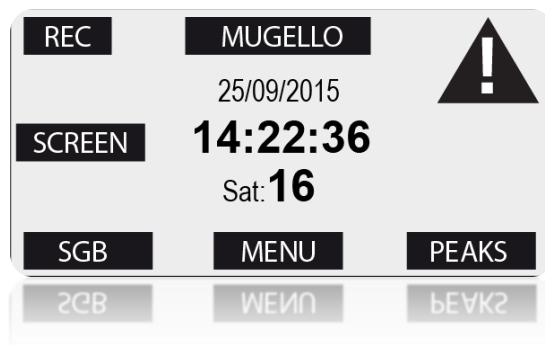 REC MUGELLO
25/09/2015
SCREEN 14:22:36
Sat:16
SGB MENU PEAKS